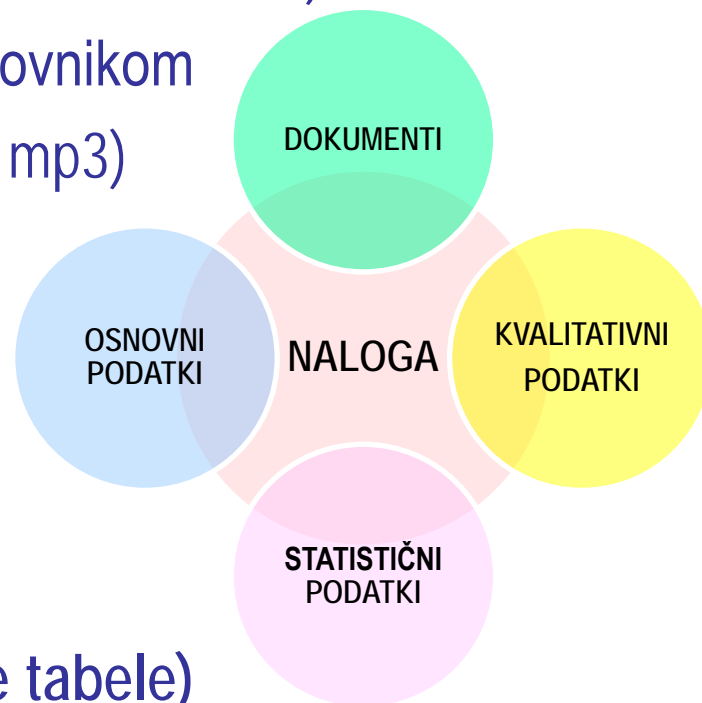 ovnikom
mp3)
DOKUMENTI
OSNOVNI
PODATKI
NALOGA
KVALITATIVNI
PODATKI
STATISTIČNI
PODATKI
e tabele)